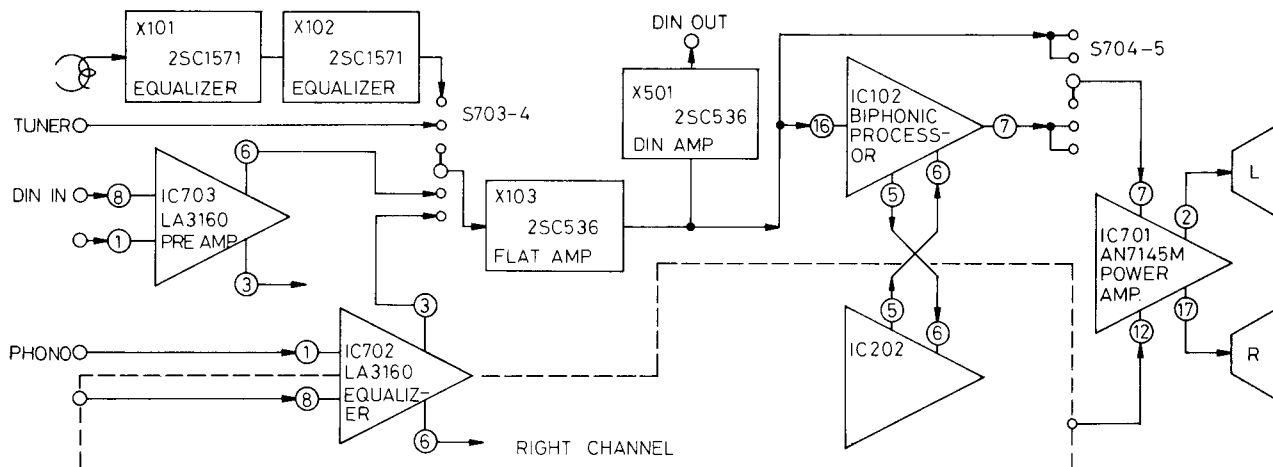 X101
2SC1571
EQUALIZER
X102
2SC1571
EQUALIZER
S703-4
TUNER
DIN IN
8
1
6
IC703
LA3160
PRE AMP
3
X103
2SC536
FLAT AMP
DIN OUT
X501
2SC536
DIN AMP
16
IC102
BIPHONIC
PROCESS-
OR
7
5
6
S704-5
7
2
L
IC701
AN7145M
POWER
AMP.
17
12
R
5
6
IC202
PHONO
1
8
3
IC702
LA3160
EQUALIZ-
ER
6
RIGHT CHANNEL